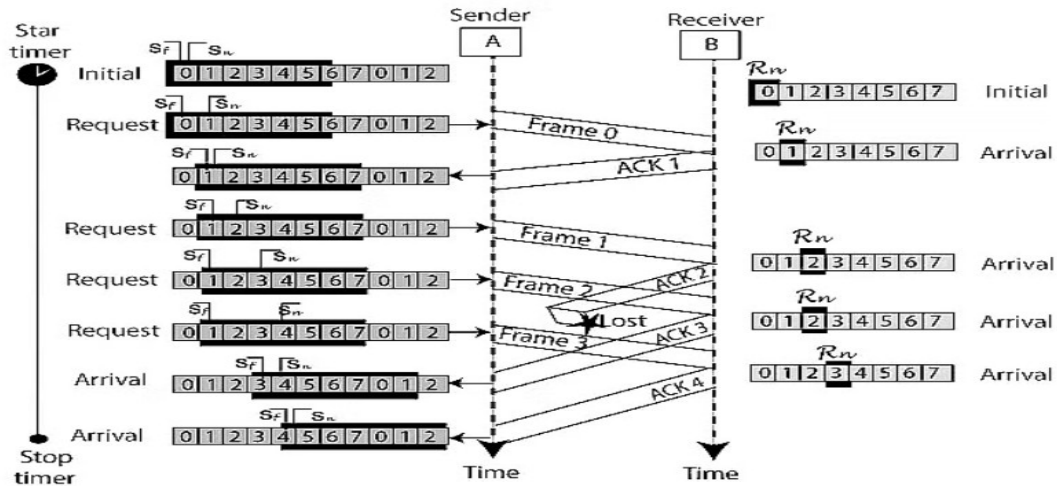 Sender
Receiver
Star timer
A
B
Sf Sn
Initial
0 1 2 3 4 5 6 7 0 1 2
Rn
0 1 2 3 4 5 6 7
Initial
Sf Sn
Request
0 1 2 3 4 5 6 7 0 1 2
Frame 0
Rn
0 1 2 3 4 5 6 7
Arrival
Sf Sn
0 1 2 3 4 5 6 7 0 1 2
ACK 1
Sf Sn
Request
0 1 2 3 4 5 6 7 0 1 2
Frame 1
Rn
0 1 2 3 4 5 6 7
Arrival
Sf Sn
Request
0 1 2 3 4 5 6 7 0 1 2
Frame 2
ACK 2
Rn
0 1 2 3 4 5 6 7
Arrival
Sf Sn
Request
0 1 2 3 4 5 6 7 0 1 2
Frame 3
Lost
ACK 3
Rn
0 1 2 3 4 5 6 7
Arrival
Sf Sn
Arrival
0 1 2 3 4 5 6 7 0 1 2
ACK 4
Sf Sn
Arrival
0 1 2 3 4 5 6 7 0 1 2
Stop timer
Time
Time